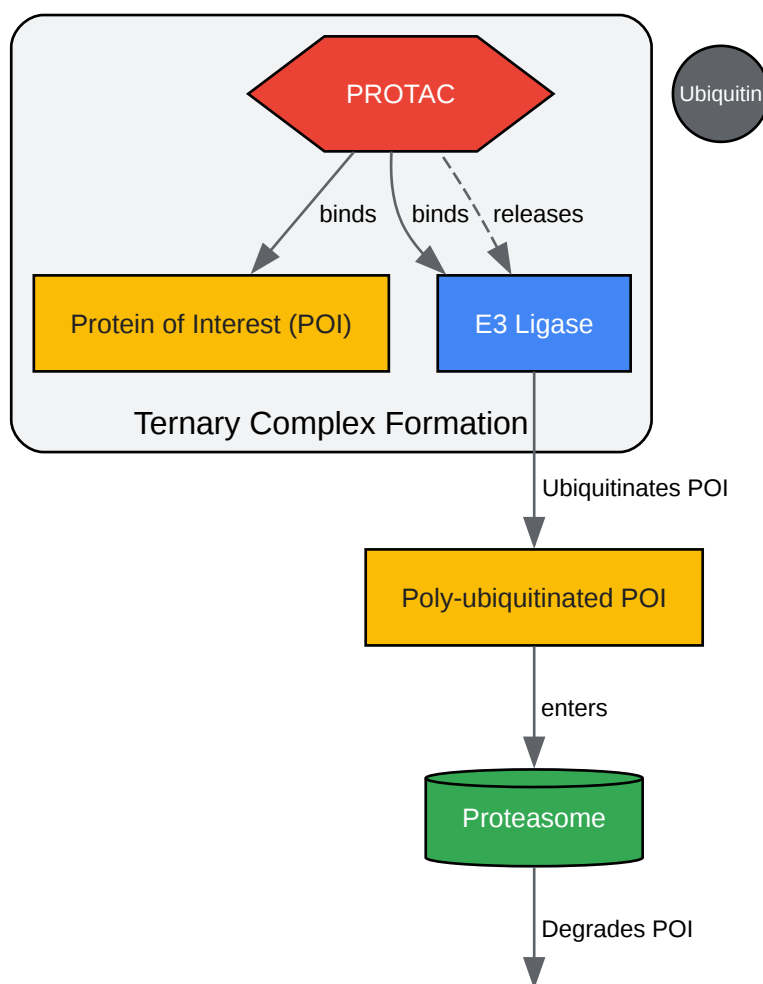 PROTAC
Ubiquitin
binds
binds
releases
Protein of Interest (POI)
E3 Ligase
Ternary Complex Formation
Ubiquitinates POI
Poly-ubiquitinated POI
enters
Proteasome
Degrades POI